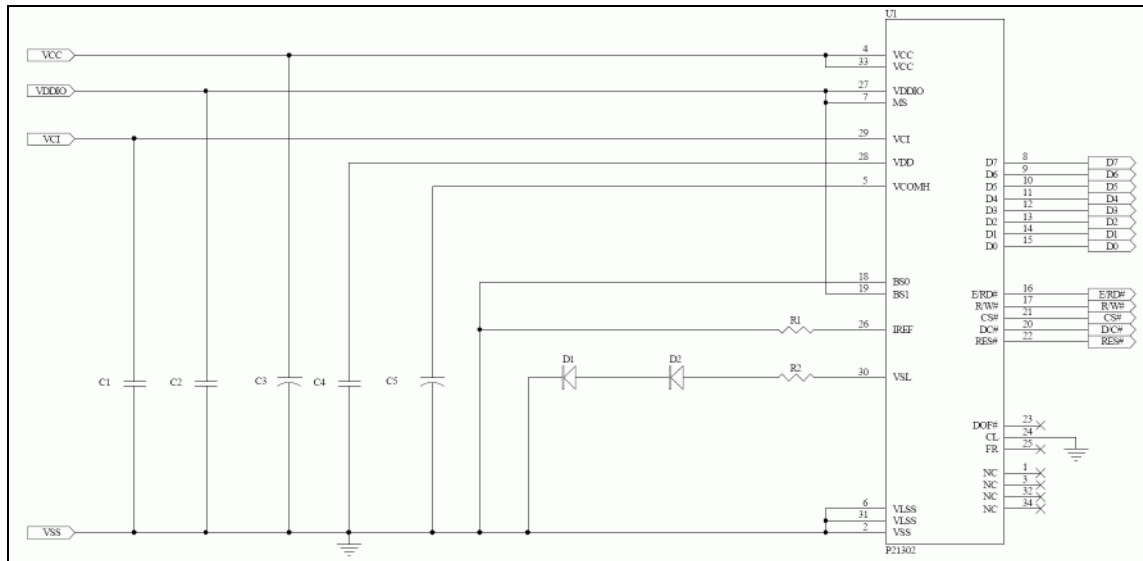 U1
VCC
4
VCC
33
VCC
VDDIO
27
VDDIO
7
MS
VCI
29
VCI
28
VDD
5
VCOMH
D7
8
D7
D6
9
D6
D5
10
D5
D4
11
D4
D3
12
D3
D2
13
D2
D1
14
D1
D0
15
D0
18
BS0
19
BS1
E/RD#
16
E/RD#
R/W#
17
R/W#
CS#
21
CS#
DC#
20
D/C#
RES#
22
RES#
R1
26
IREF
D1
D2
R2
30
VSL
C1
C2
C3
C4
C5
DOF#
23
CL
24
FR
25
NC
1
NC
3
NC
32
NC
34
6
VLSS
31
VLSS
VSS
2
VSS
P21302